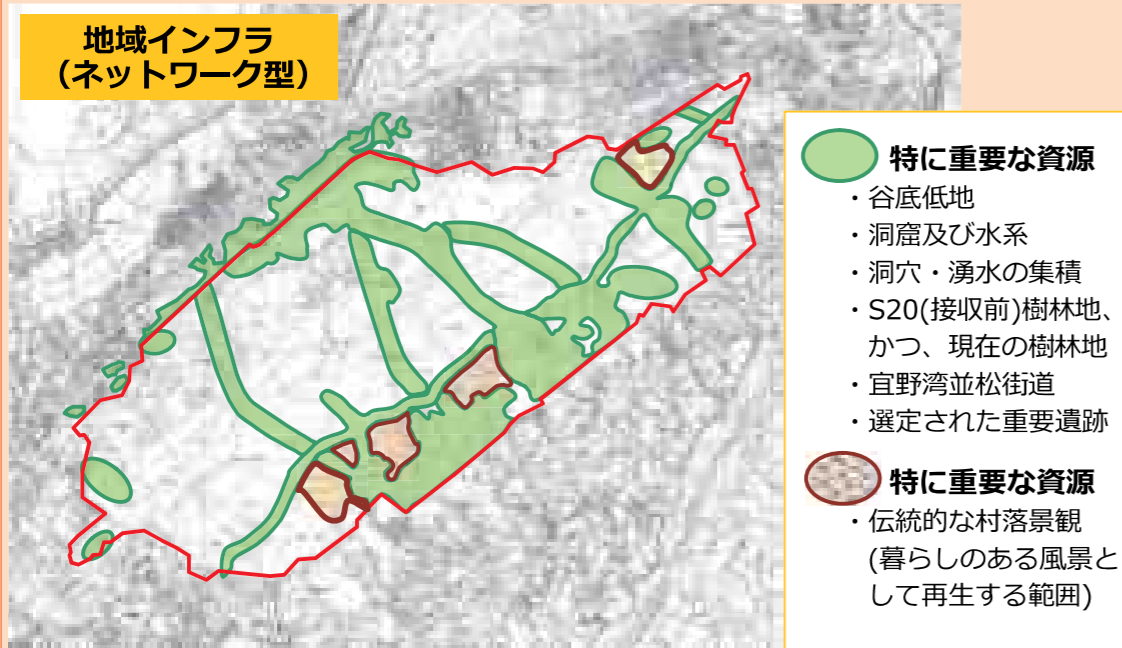 地域インフラ
（ネットワーク型）
特に重要な資源
・谷底低地
・洞窟及び水系
・洞穴・湧水の集積
・S20(接収前)樹林地、
かつ、現在の樹林地
・宜野湾並松街道
・選定された重要遺跡
特に重要な資源
・伝統的な村落景観
(暮らしのある風景と
して再生する範囲)